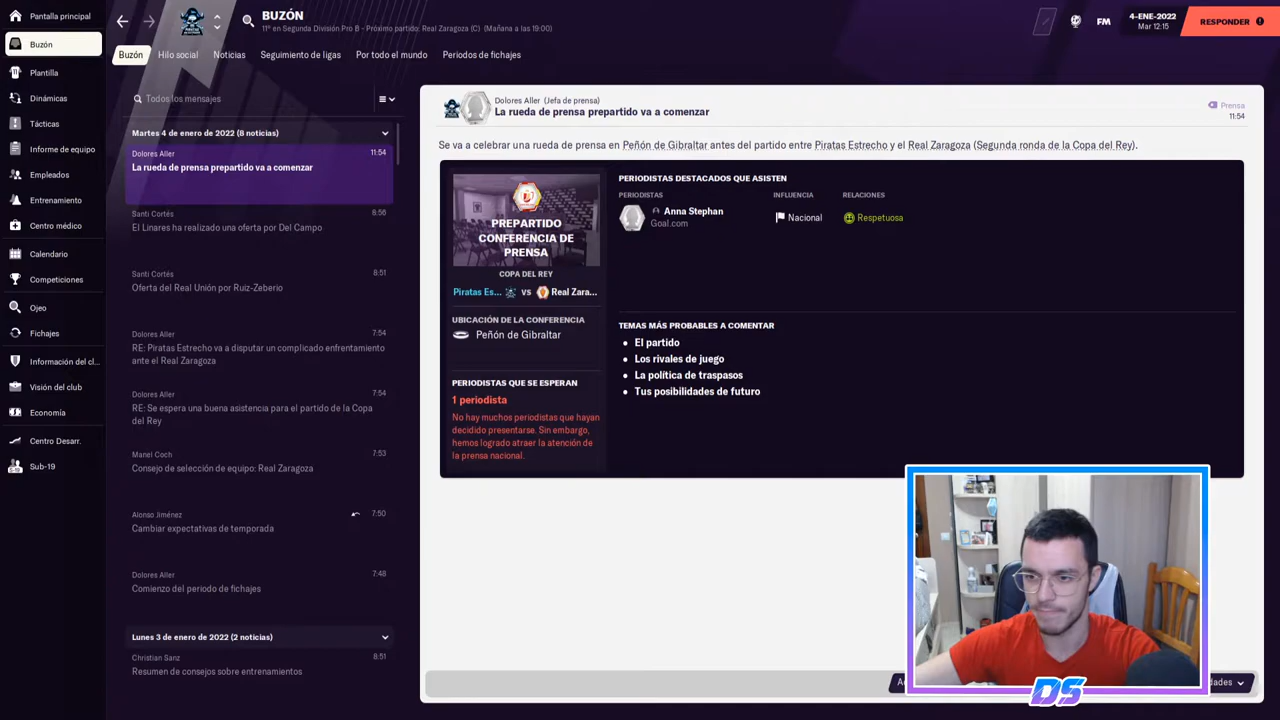 Pantalla principal
Buzón
Plantilla
Dinámicas
Tácticas
Informe de equipo
Empleados
Entrenamiento
Centro médico
Calendario
Competiciones
Ojeo
Fichajes
Información del cl...
Visión del club
Economía
Centro Desarr.
Sub-19
BUZÓN
11º en Segunda División Pro B - Próximo partido: Real Zaragoza (C) (Mañana a las 19:00)
FM
4-ENE-2022
Mar 12:15
RESPONDER
Buzón
Hilo social
Noticias
Seguimiento de ligas
Por todo el mundo
Periodos de fichajes
Todos los mensajes
Martes 4 de enero de 2022 (8 noticias)
Dolores Aller 11:54
La rueda de prensa prepartido va a comenzar
Santi Cortés 8:56
El Linares ha realizado una oferta por Del Campo
Santi Cortés 8:51
Oferta del Real Unión por Ruiz-Zeberio
Dolores Aller 7:54
RE: Piratas Estrecho va a disputar un complicado enfrentamiento
ante el Real Zaragoza
Dolores Aller 7:54
RE: Se espera una buena asistencia para el partido de la Copa
del Rey
Manel Coch 7:53
Consejo de selección de equipo: Real Zaragoza
Alonso Jiménez 7:50
Cambiar expectativas de temporada
Dolores Aller 7:48
Comienzo del periodo de fichajes
Lunes 3 de enero de 2022 (2 noticias)
Christian Sanz 8:51
Resumen de consejos sobre entrenamientos
Dolores Aller (Jefa de prensa)
La rueda de prensa prepartido va a comenzar
Prensa
11:54
Se va a celebrar una rueda de prensa en Peñón de Gibraltar antes del partido entre Piratas Estrecho y el Real Zaragoza (Segunda ronda de la Copa del Rey).
PREPARTIDO
CONFERENCIA DE
PRENSA
COPA DEL REY
Piratas Es... VS Real Zara...
UBICACIÓN DE LA CONFERENCIA
Peñón de Gibraltar
PERIODISTAS QUE SE ESPERAN
1 periodista
No hay muchos periodistas que hayan
decidido presentarse. Sin embargo,
hemos logrado atraer la atención de
la prensa nacional.
PERIODISTAS DESTACADOS QUE ASISTEN
PERIODISTAS INFLUENCIA RELACIONES
Anna Stephan Nacional Respetuosa
Goal.com
TEMAS MÁS PROBABLES A COMENTAR
El partido
Los rivales de juego
La política de traspasos
Tus posibilidades de futuro
DS